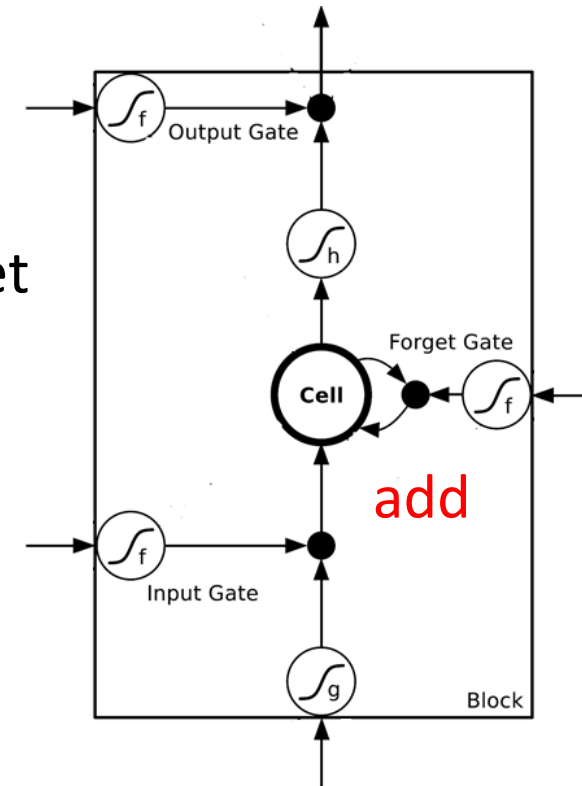 f
Output Gate
h
et
Forget Gate
Cell
f
add
f
Input Gate
g
Block